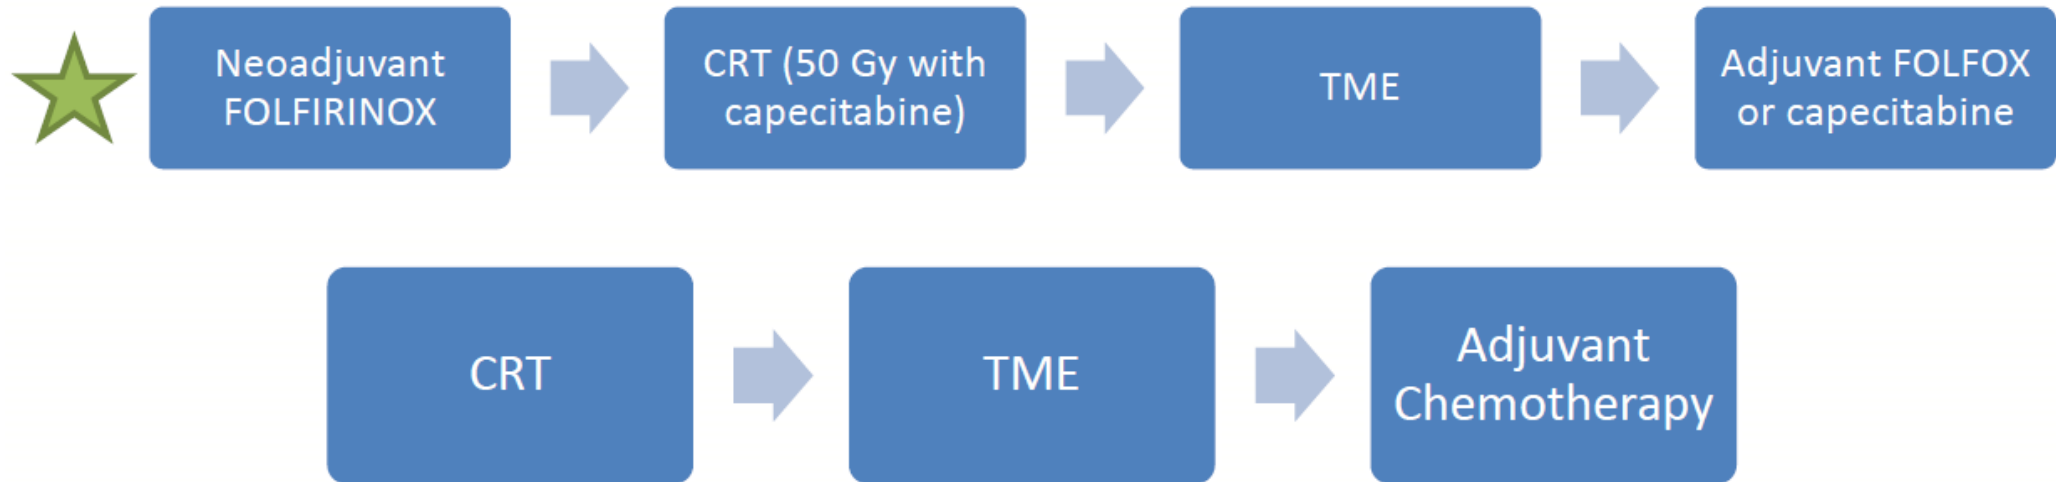 Neoadjuvant
FOLFIRINOX
CRT (50 Gy with
capecitabine)
TME
Adjuvant FOLFOX
or capecitabine
CRT
TME
Adjuvant
Chemotherapy